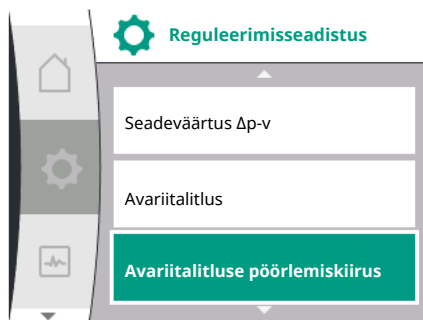 Reguleerimisseadistus
Seadeväärtus Δp-v
Avariitalitlus
Avariitalitluse pöörlemiskiirus